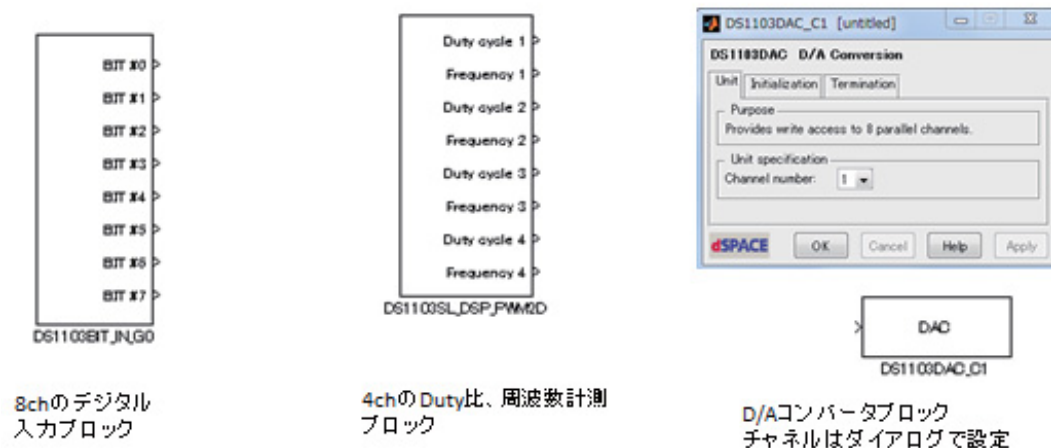 BIT #0
BIT #1
BIT #2
BIT #3
BIT #4
BIT #5
BIT #6
BIT #7
DS1103BIT_IN_G0
8chのデジタル
入力ブロック
Duty cycle 1
Frequency 1
Duty cycle 2
Frequency 2
Duty cycle 3
Frequency 3
Duty cycle 4
Frequency 4
DS1103SL_DSP_PWM2D
4chのDuty比、周波数計測
ブロック
DS1103DAC_C1 [untitled]
DS1103DAC D/A Conversion
Unit Initialization Termination
Purpose
Provides write access to 8 parallel channels.
Unit specification
Channel number: 1
dSPACE OK Cancel Help Apply
DAC
DS1103DAC_C1
D/Aコンバータブロック
チャネルはダイアログで設定